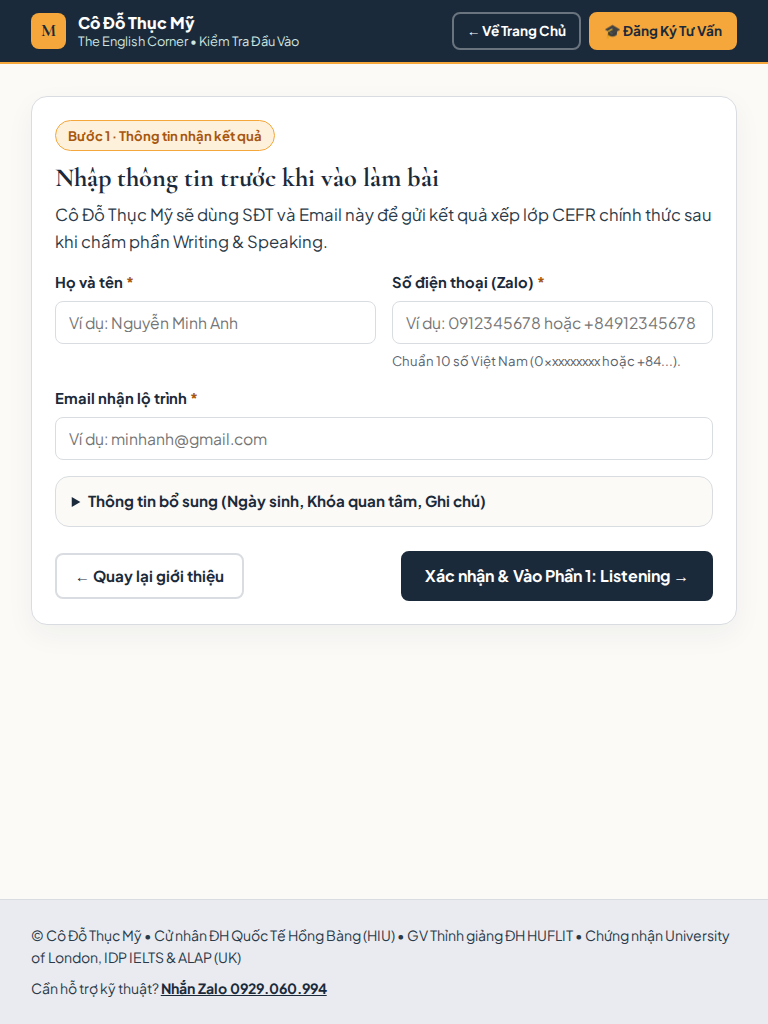 M
Cô Đỗ Thục Mỹ
The English Corner • Kiểm Tra Đầu Vào
← Về Trang Chủ
🎓 Đăng Ký Tư Vấn
Bước 1 · Thông tin nhận kết quả
Nhập thông tin trước khi vào làm bài
Cô Đỗ Thục Mỹ sẽ dùng SĐT và Email này để gửi kết quả xếp lớp CEFR chính thức sau
khi chấm phần Writing & Speaking.
Họ và tên *
Số điện thoại (Zalo) *
Ví dụ: Nguyễn Minh Anh
Ví dụ: 0912345678 hoặc +84912345678
Chuẩn 10 số Việt Nam (0xxxxxxxxx hoặc +84...).
Email nhận lộ trình *
Ví dụ: minhanh@gmail.com
▶ Thông tin bổ sung (Ngày sinh, Khóa quan tâm, Ghi chú)
← Quay lại giới thiệu
Xác nhận & Vào Phần 1: Listening →
© Cô Đỗ Thục Mỹ • Cử nhân ĐH Quốc Tế Hồng Bàng (HIU) • GV Thỉnh giảng ĐH HUFLIT • Chứng nhận University
of London, IDP IELTS & ALAP (UK)
Cần hỗ trợ kỹ thuật? Nhắn Zalo 0929.060.994